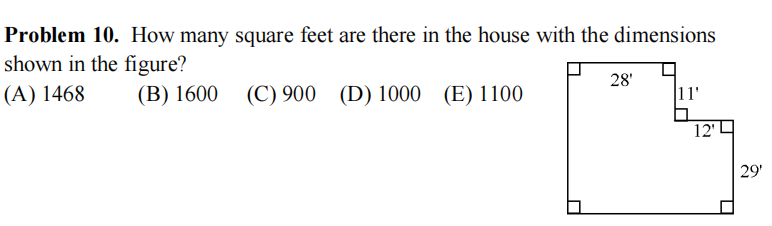 Problem 10. How many square feet are there in the house with the dimensions
shown in the figure?
(A) 1468 (B) 1600 (C) 900 (D) 1000 (E) 1100
28'
11'
12'
29'